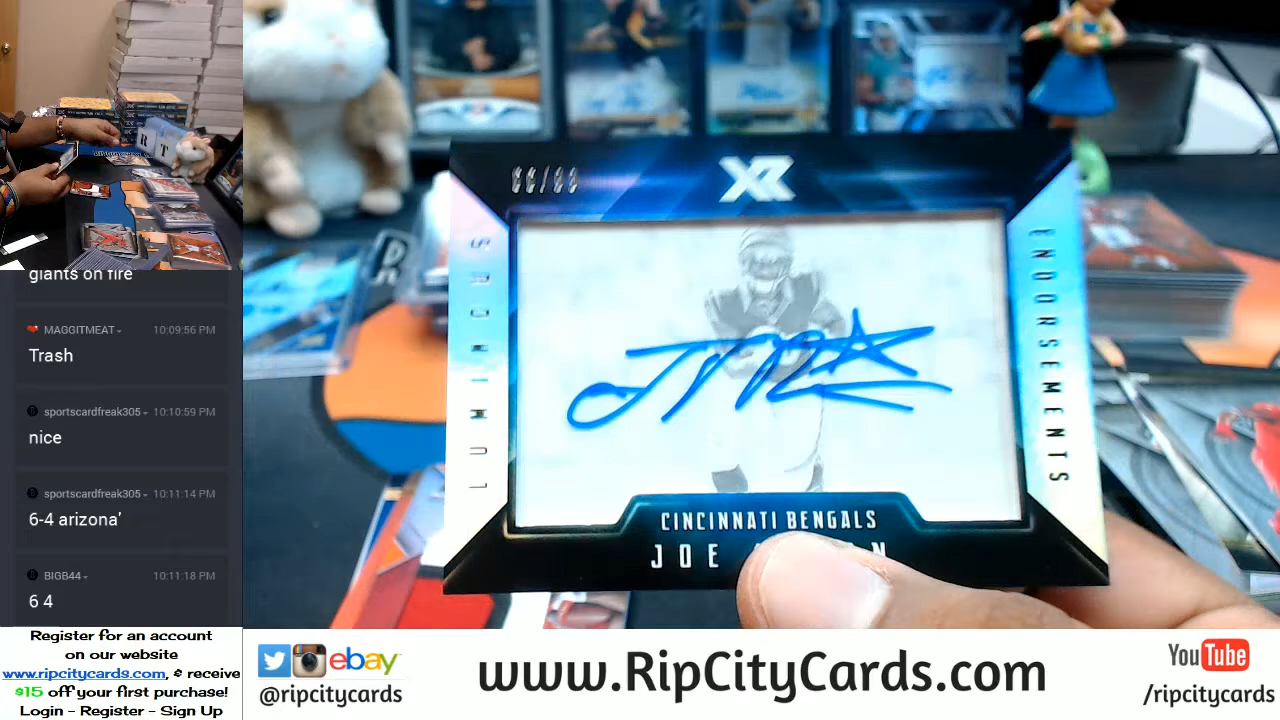 giants on fire
MAGGITMEAT 10:09:56 PM
Trash
sportscardfreak305 10:10:59 PM
nice
sportscardfreak305 10:11:14 PM
6-4 arizona'
BIGB44 10:11:18 PM
6 4
Register for an account
on our website
www.ripcitycards.com, & receive
$15 off your first purchase!
Login - Register - Sign Up
XR
LUMINOUS
ENDORSEMENTS
CINCINNATI BENGALS
JOE
ebay
@ripcitycards
www.RipCityCards.com
YouTube
/ripcitycards